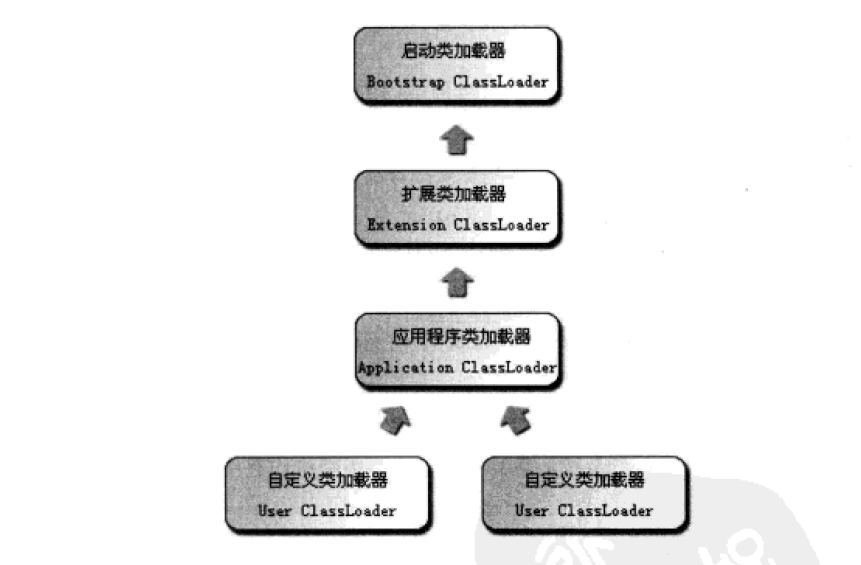 启动类加载器
Bootstrap ClassLoader
扩展类加载器
Extension ClassLoader
应用程序类加载器
Application ClassLoader
自定义类加载器
User ClassLoader
自定义类加载器
User ClassLoader